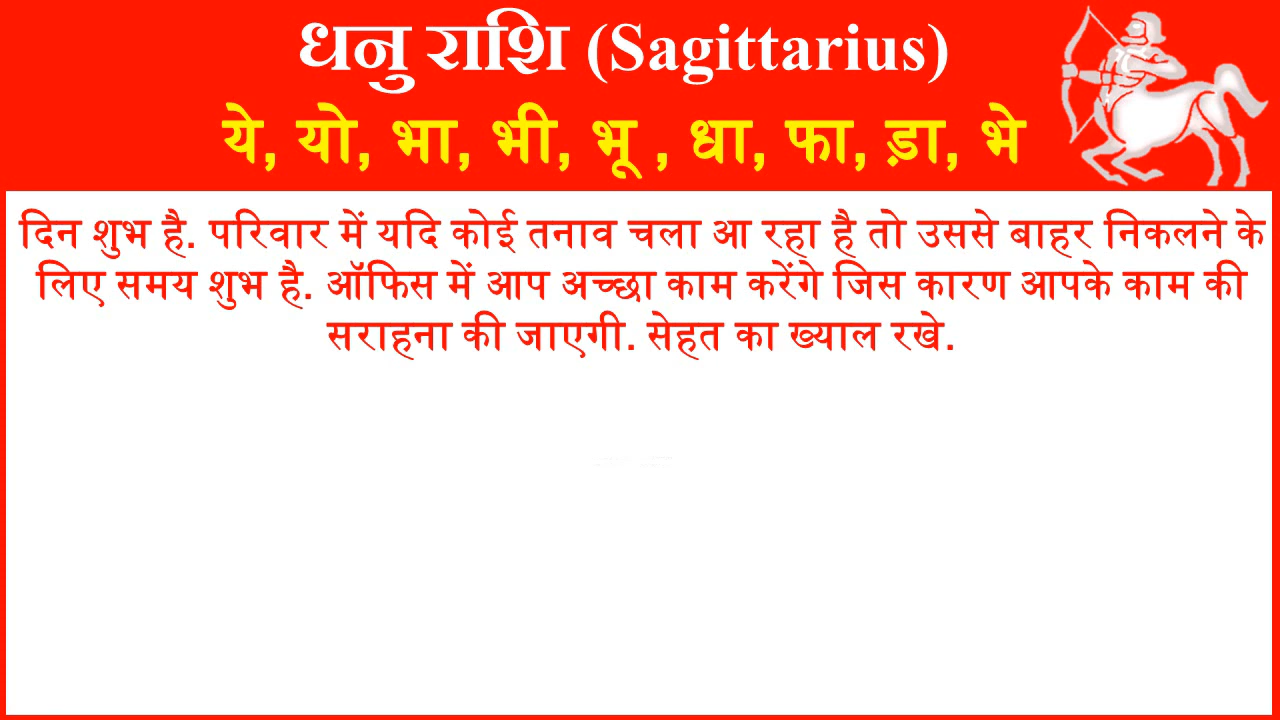 धनु राशि (Sagittarius)
ये, यो, भा, भी, भू , धा, फा, ड़ा, भे
दिन शुभ है. परिवार में यदि कोई तनाव चला आ रहा है तो उससे बाहर निकलने के
लिए समय शुभ है. ऑफिस में आप अच्छा काम करेंगे जिस कारण आपके काम की
सराहना की जाएगी. सेहत का ख्याल रखे.